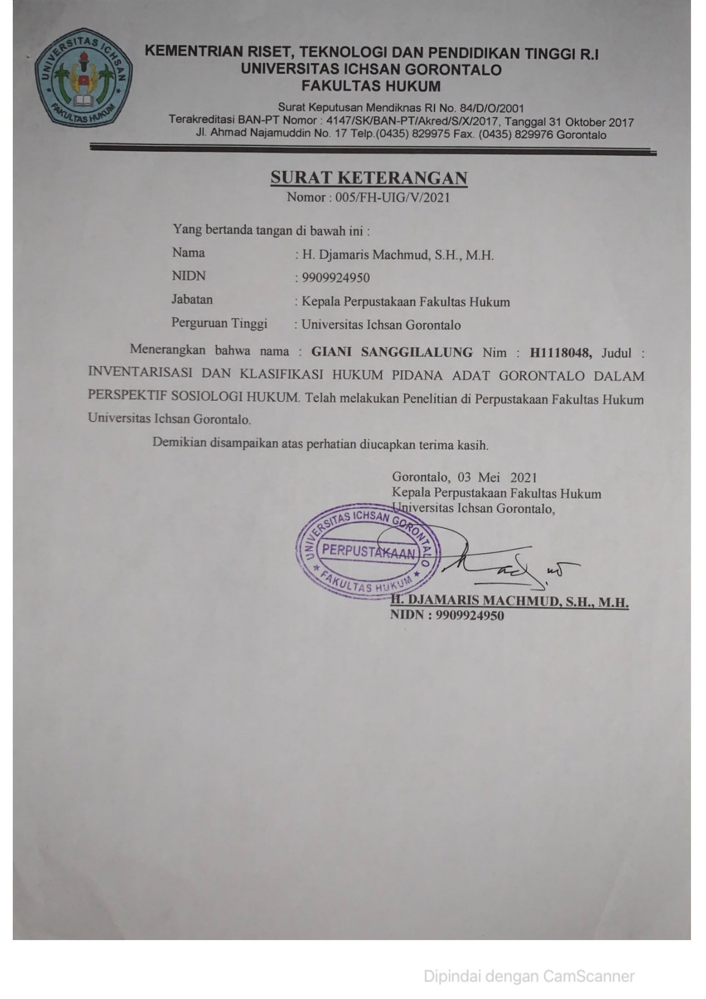 UNIVERSITAS ICHSAN
FAKULTAS HUKUM
KEMENTRIAN RISET, TEKNOLOGI DAN PENDIDIKAN TINGGI R.I
UNIVERSITAS ICHSAN GORONTALO
FAKULTAS HUKUM
Surat Keputusan Mendiknas RI No. 84/D/O/2001
Terakreditasi BAN-PT Nomor : 4147/SK/BAN-PT/Akred/S/X/2017, Tanggal 31 Oktober 2017
Jl. Ahmad Najamuddin No. 17 Telp.(0435) 829975 Fax. (0435) 829976 Gorontalo
SURAT KETERANGAN
Nomor : 005/FH-UIG/V/2021
Yang bertanda tangan di bawah ini :
Nama : H. Djamaris Machmud, S.H., M.H.
NIDN : 9909924950
Jabatan : Kepala Perpustakaan Fakultas Hukum
Perguruan Tinggi : Universitas Ichsan Gorontalo
Menerangkan bahwa nama : GIANI SANGGILALUNG Nim : H1118048, Judul :
INVENTARISASI DAN KLASIFIKASI HUKUM PIDANA ADAT GORONTALO DALAM
PERSPEKTIF SOSIOLOGI HUKUM. Telah melakukan Penelitian di Perpustakaan Fakultas Hukum
Universitas Ichsan Gorontalo.
Demikian disampaikan atas perhatian diucapkan terima kasih.
Gorontalo, 03 Mei 2021
Kepala Perpustakaan Fakultas Hukum
Universitas Ichsan Gorontalo,
UNIVERSITAS ICHSAN GORONTALO
PERPUSTAKAAN
FAKULTAS HUKUM
H. DJAMARIS MACHMUD, S.H., M.H.
NIDN : 9909924950
Dipindai dengan CamScanner